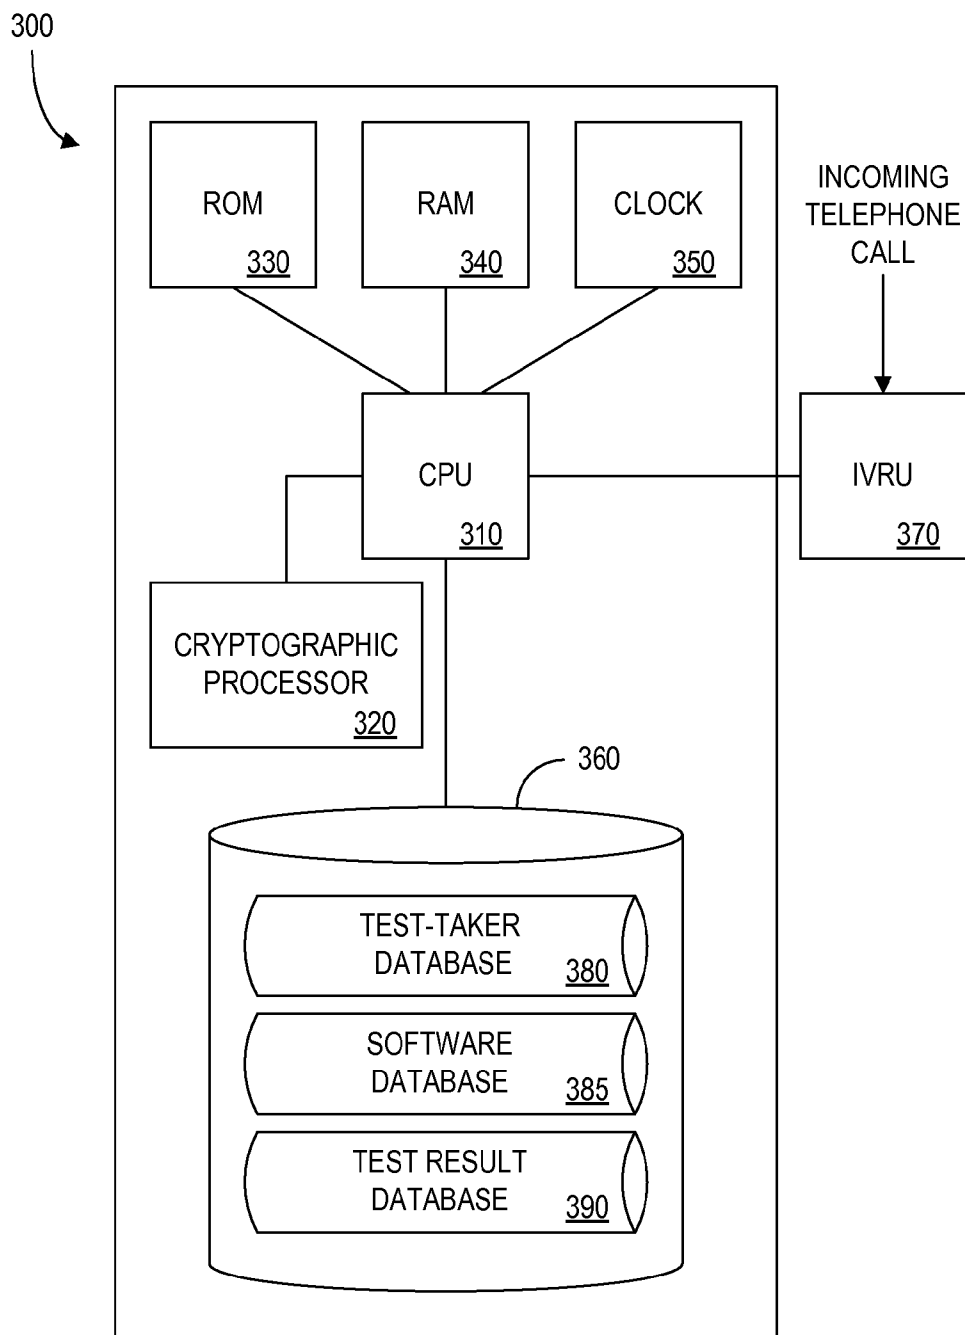 300
ROM
330
RAM
340
CLOCK
350
INCOMING
TELEPHONE
CALL
CPU
310
IVRU
370
CRYPTOGRAPHIC
PROCESSOR
320
360
TEST-TAKER
DATABASE
380
SOFTWARE
DATABASE
385
TEST RESULT
DATABASE
390